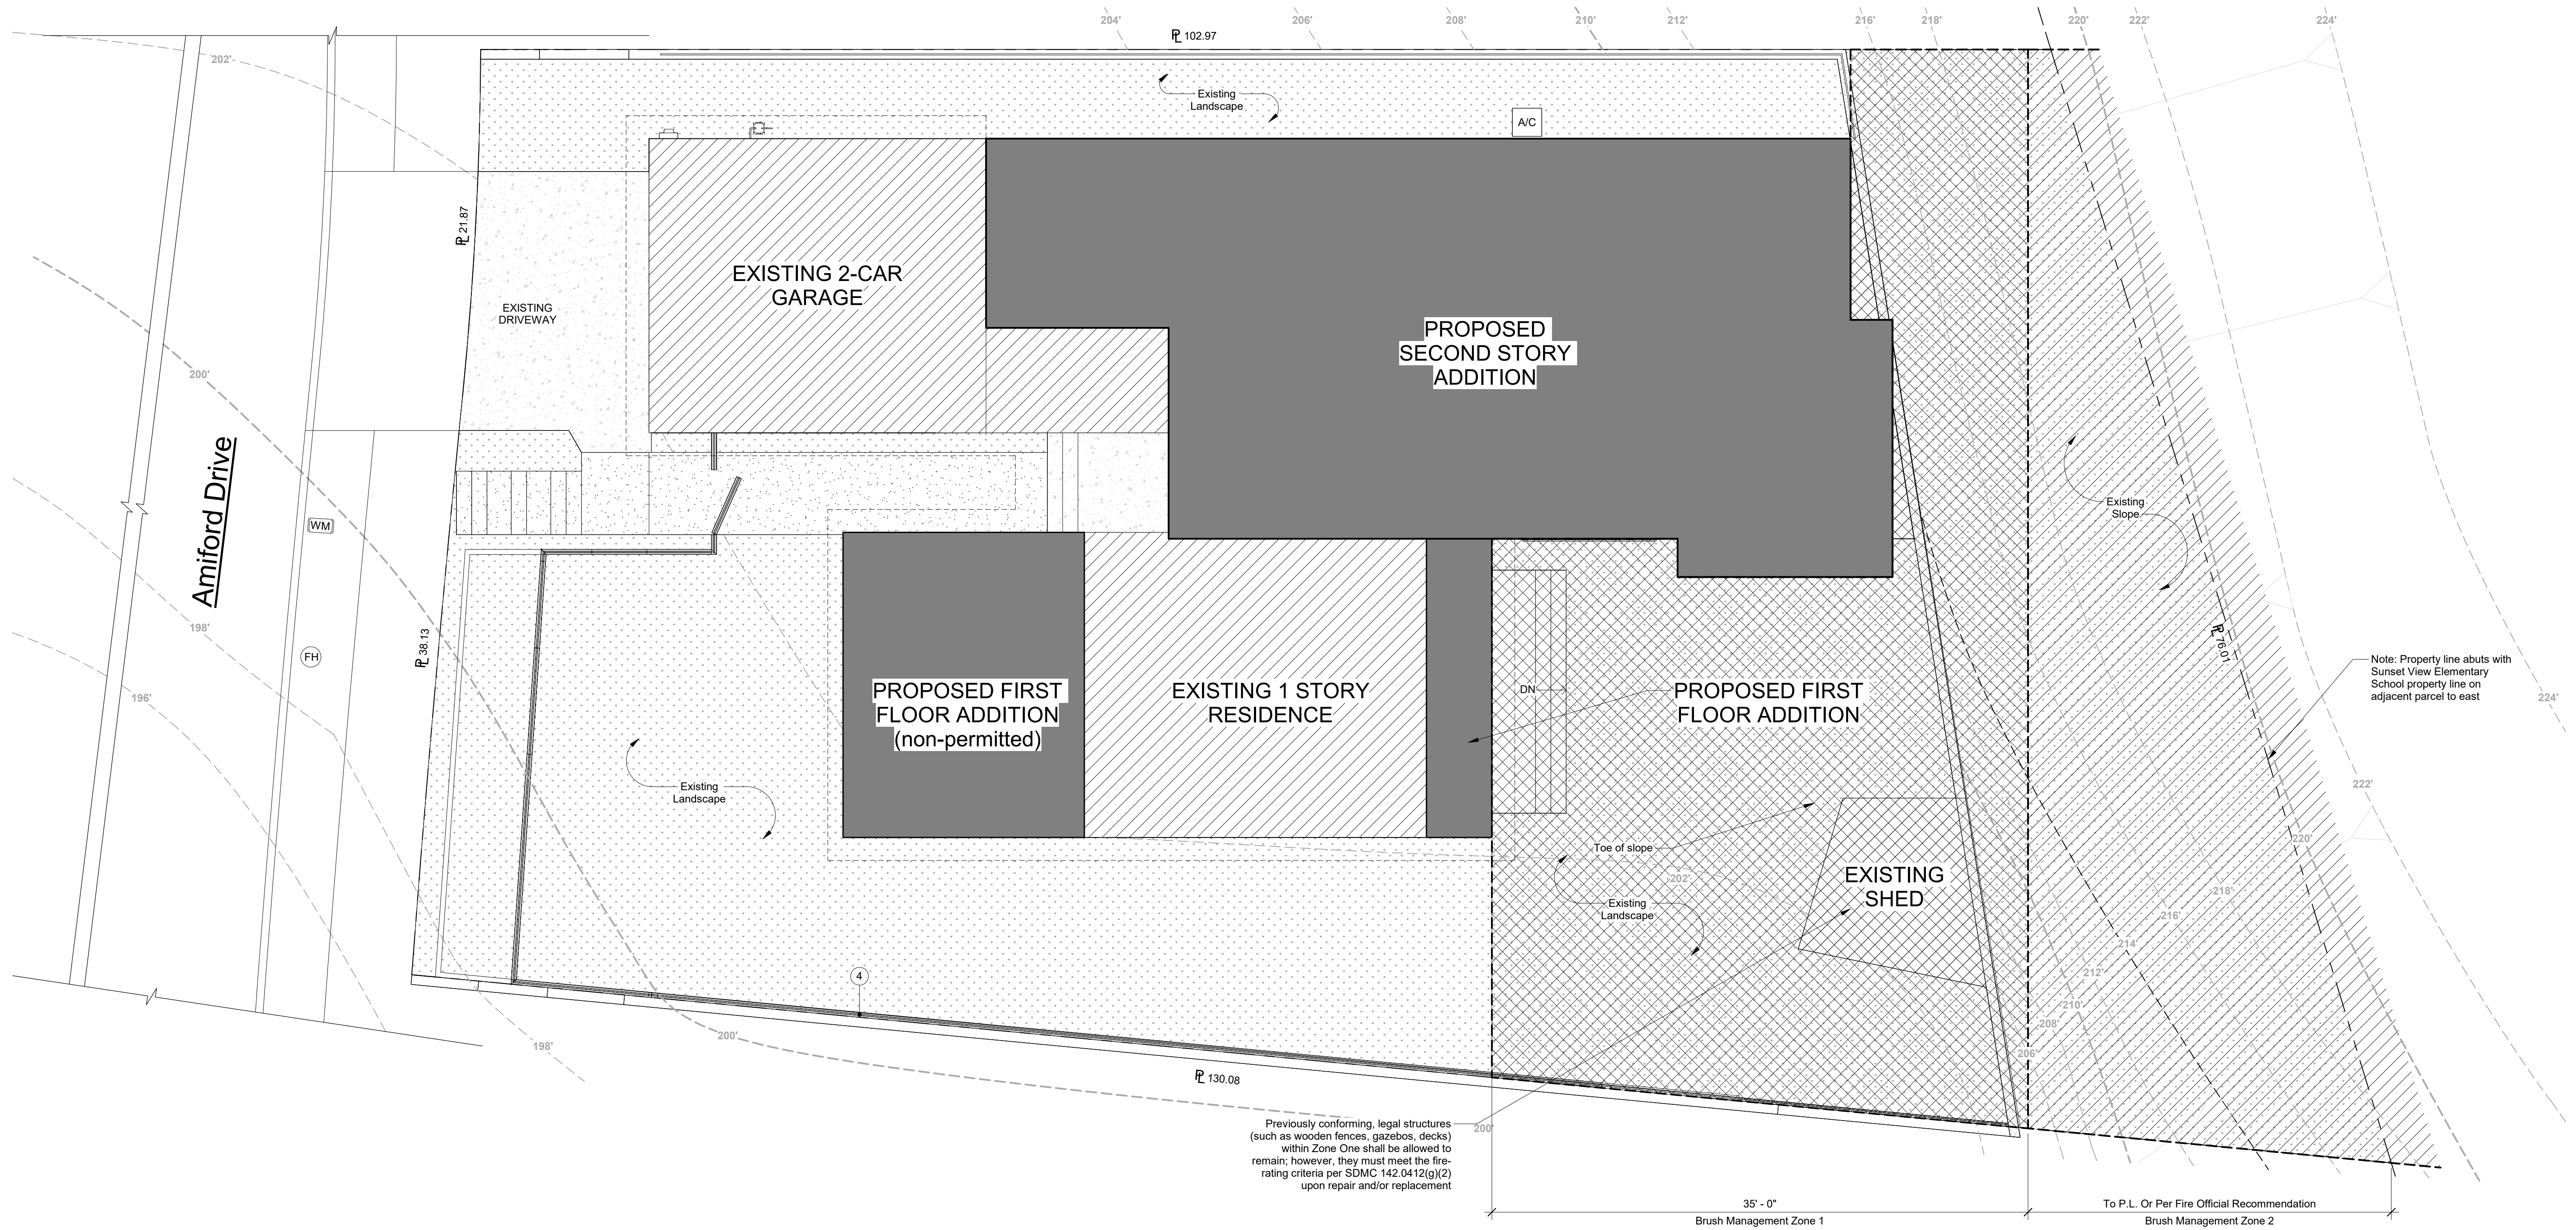 204'
206'
208'
210'
212'
216'
218'
220'
222'
224'
PL 102.97
202'
Existing
Landscape
A/C
PL 21.87
EXISTING 2-CAR
GARAGE
EXISTING
DRIVEWAY
PROPOSED
SECOND STORY
ADDITION
200'
Amiford Drive
WM
Existing
Slope
198'
PL 38.13
FH
PL 76.01
Note: Property line abuts with
Sunset View Elementary
School property line on
adjacent parcel to east
196'
224'
PROPOSED FIRST
FLOOR ADDITION
(non-permitted)
EXISTING 1 STORY
RESIDENCE
DN
PROPOSED FIRST
FLOOR ADDITION
Existing
Landscape
222'
220'
Toe of slope
202'
EXISTING
SHED
218'
Existing
Landscape
216'
214'
212'
210'
208'
206'
4
200'
198'
PL 130.08
200'
Previously conforming, legal structures
(such as wooden fences, gazebos, decks)
within Zone One shall be allowed to
remain; however, they must meet the fire-
rating criteria per SDMC 142.0412(g)(2)
upon repair and/or replacement
35' - 0"
Brush Management Zone 1
To P.L. Or Per Fire Official Recommendation
Brush Management Zone 2